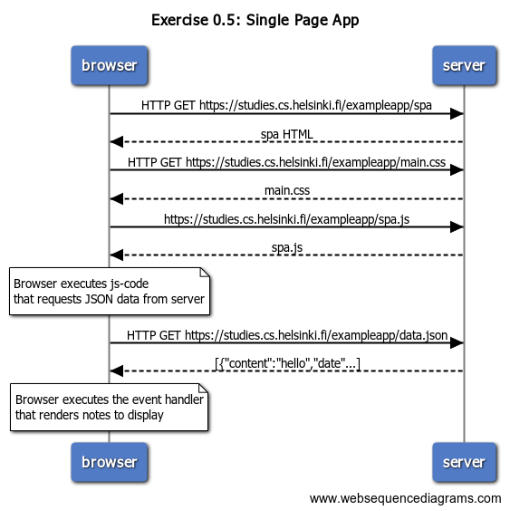 Exercise 0.5: Single Page App
browser
server
HTTP GET https://studies.cs.helsinki.fi/exampleapp/spa
spa HTML
HTTP GET https://studies.cs.helsinki.fi/exampleapp/main.css
main.css
https://studies.cs.helsinki.fi/exampleapp/spa.js
spa.js
Browser executes js-code
that requests JSON data from server
HTTP GET https://studies.cs.helsinki.fi/exampleapp/data.json
[{"content":"hello","date"...]
Browser executes the event handler
that renders notes to display
browser
server
www.websequencediagrams.com